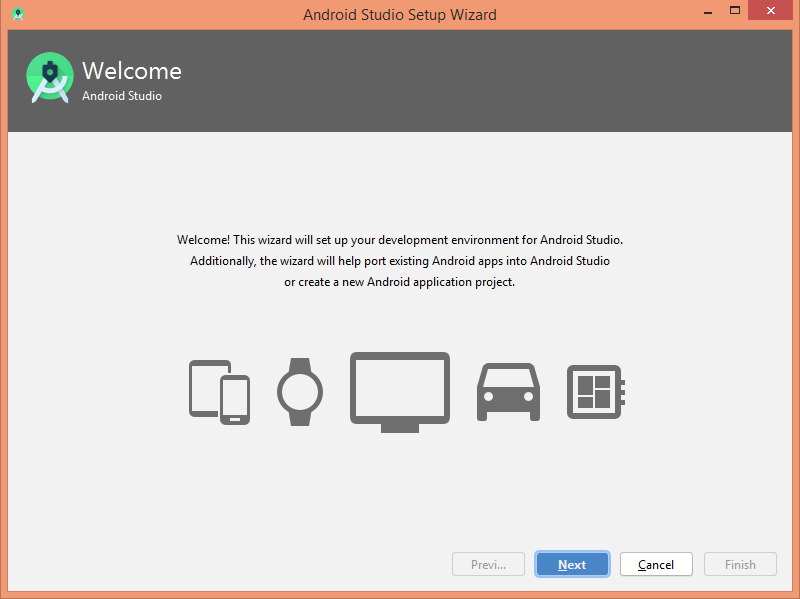 Android Studio Setup Wizard
Welcome
Android Studio
Welcome! This wizard will set up your development environment for Android Studio.
Additionally, the wizard will help port existing Android apps into Android Studio
or create a new Android application project.
Previ... Next Cancel Finish